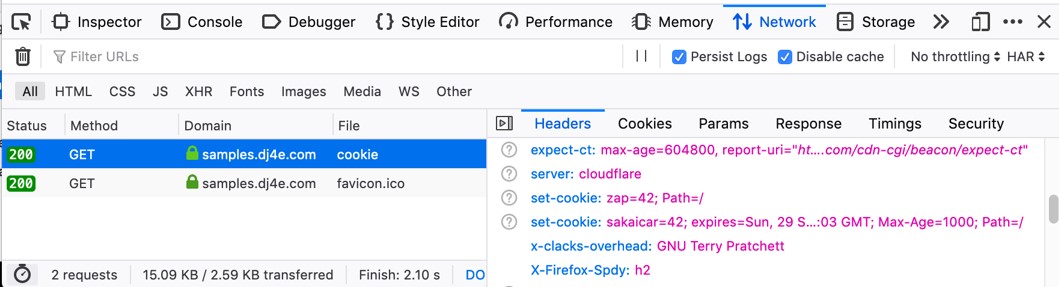 Inspector Console Debugger Style Editor Performance Memory Network Storage
Filter URLs Persist Logs Disable cache No throttling HAR
All HTML CSS JS XHR Fonts Images Media WS Other
Status Method Domain File
200 GET samples.dj4e.com cookie
200 GET samples.dj4e.com favicon.ico
2 requests 15.09 KB / 2.59 KB transferred Finish: 2.10 s DO
Headers Cookies Params Response Timings Security
expect-ct: max-age=604800, report-uri="ht....com/cdn-cgi/beacon/expect-ct"
server: cloudflare
set-cookie: zap=42; Path=/
set-cookie: sakaicar=42; expires=Sun, 29 S...:03 GMT; Max-Age=1000; Path=/
x-clacks-overhead: GNU Terry Pratchett
X-Firefox-Spdy: h2